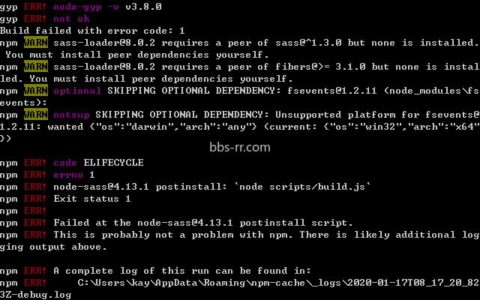 gyp ERR! node-gyp -v v3.8.0
gyp ERR! not ok
Build failed with error code: 1
npm WARN sass-loader@8.0.2 requires a peer of sass@^1.3.0 but none is installed.
 You must install peer dependencies yourself.
npm WARN sass-loader@8.0.2 requires a peer of fibers@>= 3.1.0 but none is instal
led. You must install peer dependencies yourself.
npm WARN optional SKIPPING OPTIONAL DEPENDENCY: fsevents@1.2.11 (node_modules\fs
events):
npm WARN notsup SKIPPING OPTIONAL DEPENDENCY: Unsupported platform for fsevents@
1.2.11: wanted {"os":"darwin","arch":"any"} (current: {"os":"win32","arch":"x64"
})
bbs-rr.com
npm ERR! code ELIFECYCLE
npm ERR! errno 1
npm ERR! node-sass@4.13.1 postinstall: `node scripts/build.js`
npm ERR! Exit status 1
npm ERR!
npm ERR! Failed at the node-sass@4.13.1 postinstall script.
npm ERR! This is probably not a problem with npm. There is likely additional log
ging output above.
npm ERR! A complete log of this run can be found in:
npm ERR!     C:\Users\kay\AppData\Roaming\npm-cache\_logs\2020-01-17T08_17_20_82
3Z-debug.log